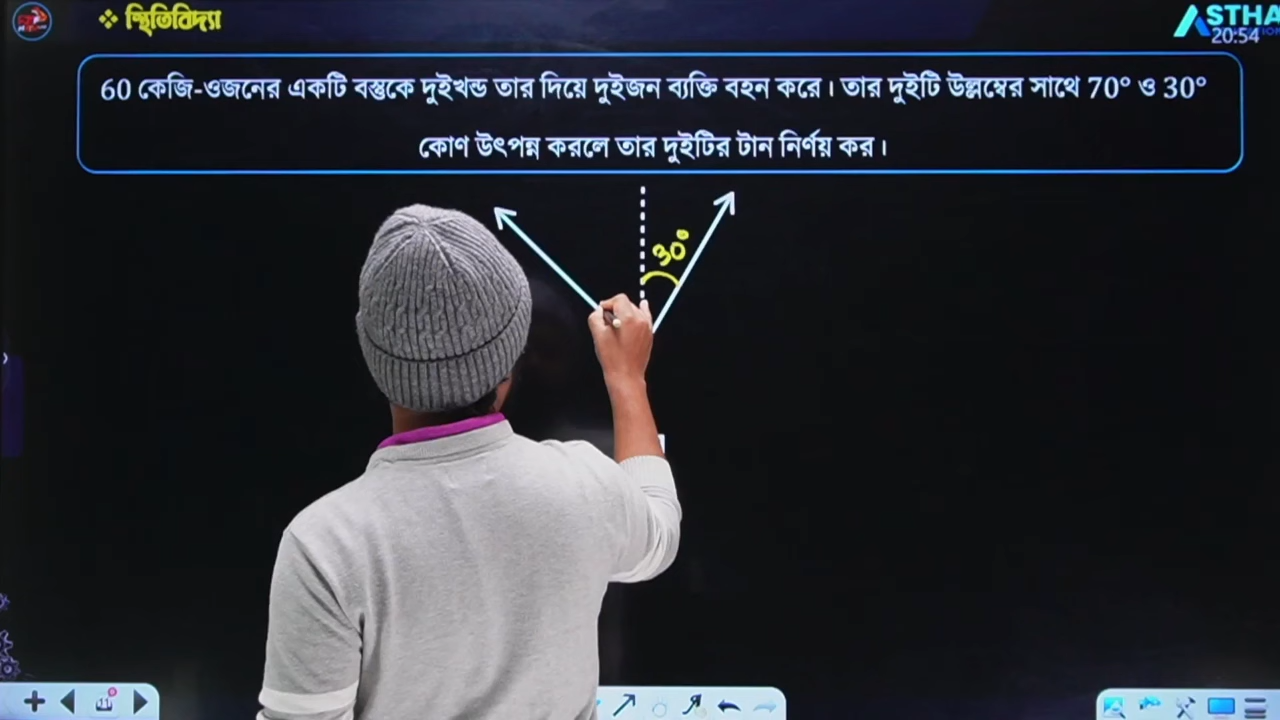 ❖ স্থিতিবিদ্যা
ASTHA
20:54
60 কেজি-ওজনের একটি বস্তুকে দুইখন্ড তার দিয়ে দুইজন ব্যক্তি বহন করে। তার দুইটি উল্লম্বের সাথে 70° ও 30°
কোণ উৎপন্ন করলে তার দুইটির টান নির্ণয় কর।
30°